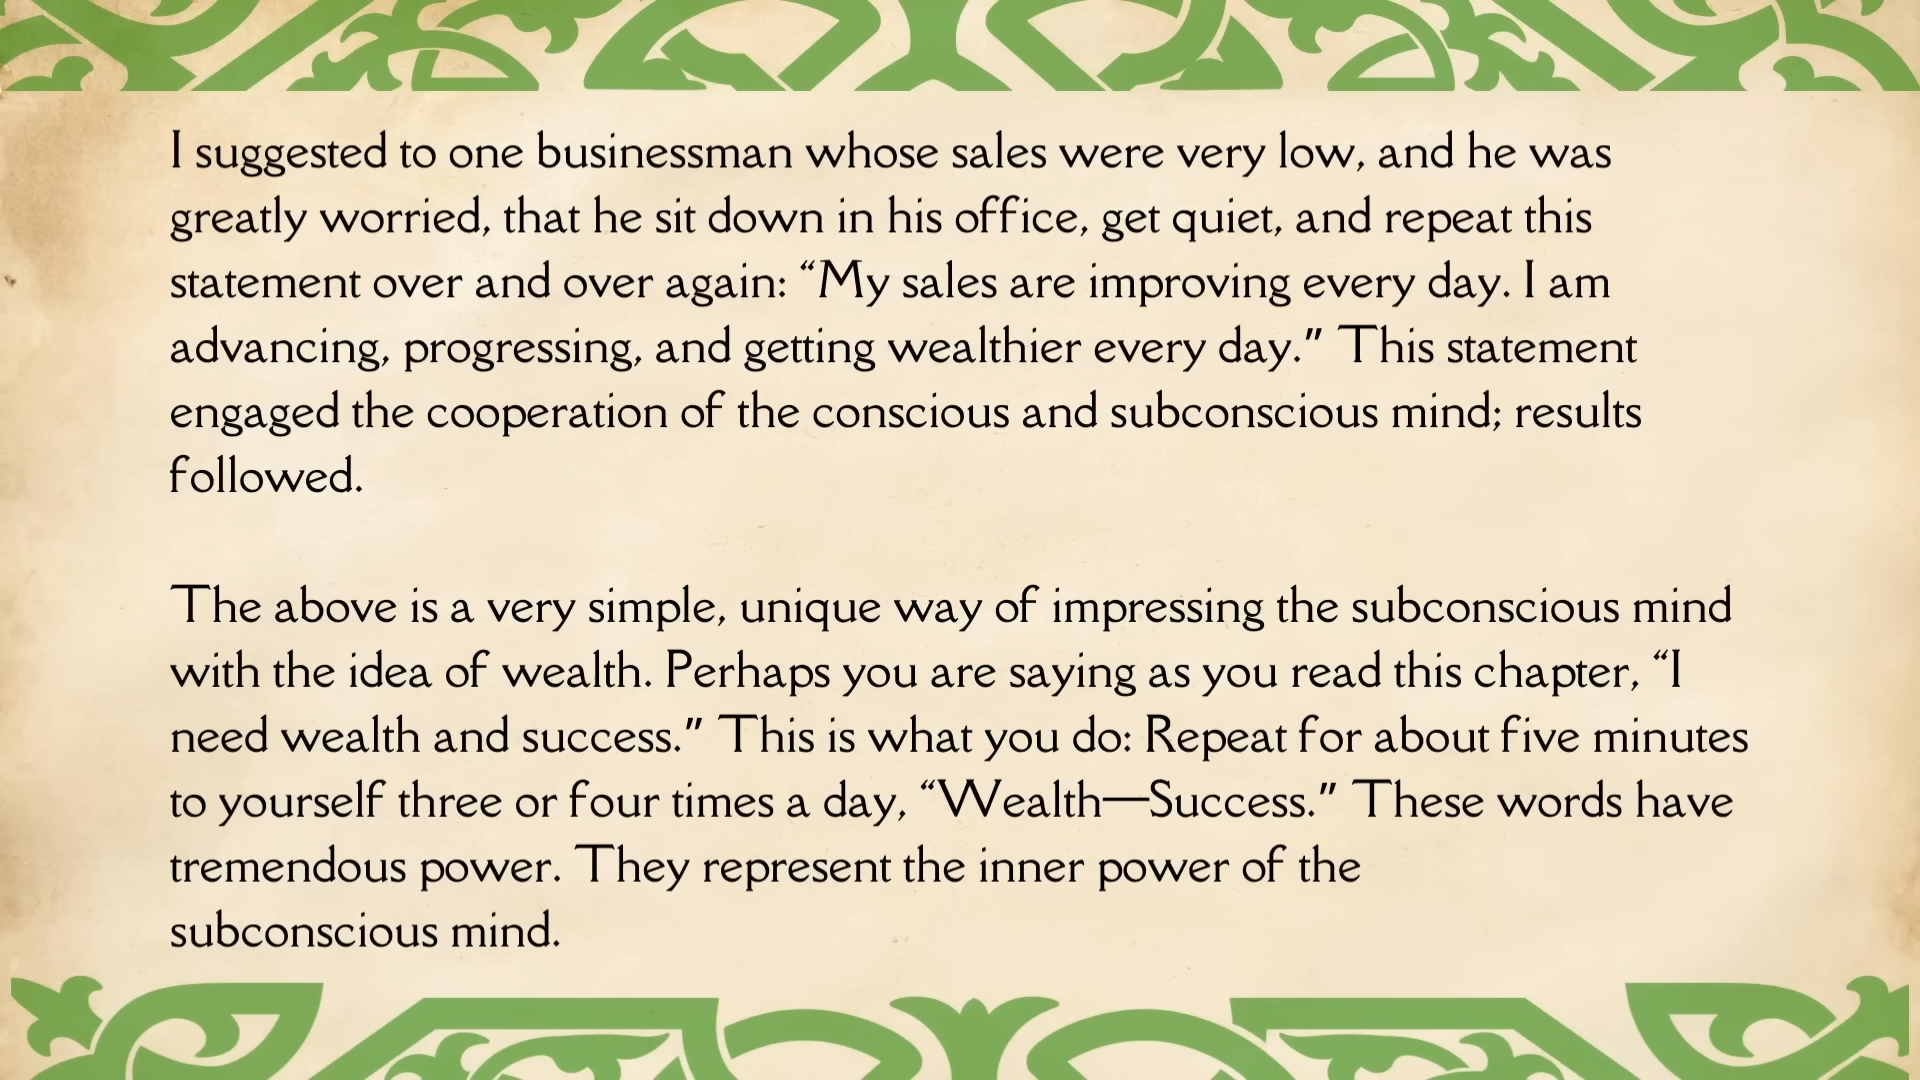 I suggested to one businessman whose sales were very low, and he was
greatly worried, that he sit down in his office, get quiet, and repeat this
statement over and over again: “My sales are improving every day. I am
advancing, progressing, and getting wealthier every day.” This statement
engaged the cooperation of the conscious and subconscious mind; results
followed.
The above is a very simple, unique way of impressing the subconscious mind
with the idea of wealth. Perhaps you are saying as you read this chapter, “I
need wealth and success.” This is what you do: Repeat for about five minutes
to yourself three or four times a day, “Wealth—Success.” These words have
tremendous power. They represent the inner power of the
subconscious mind.